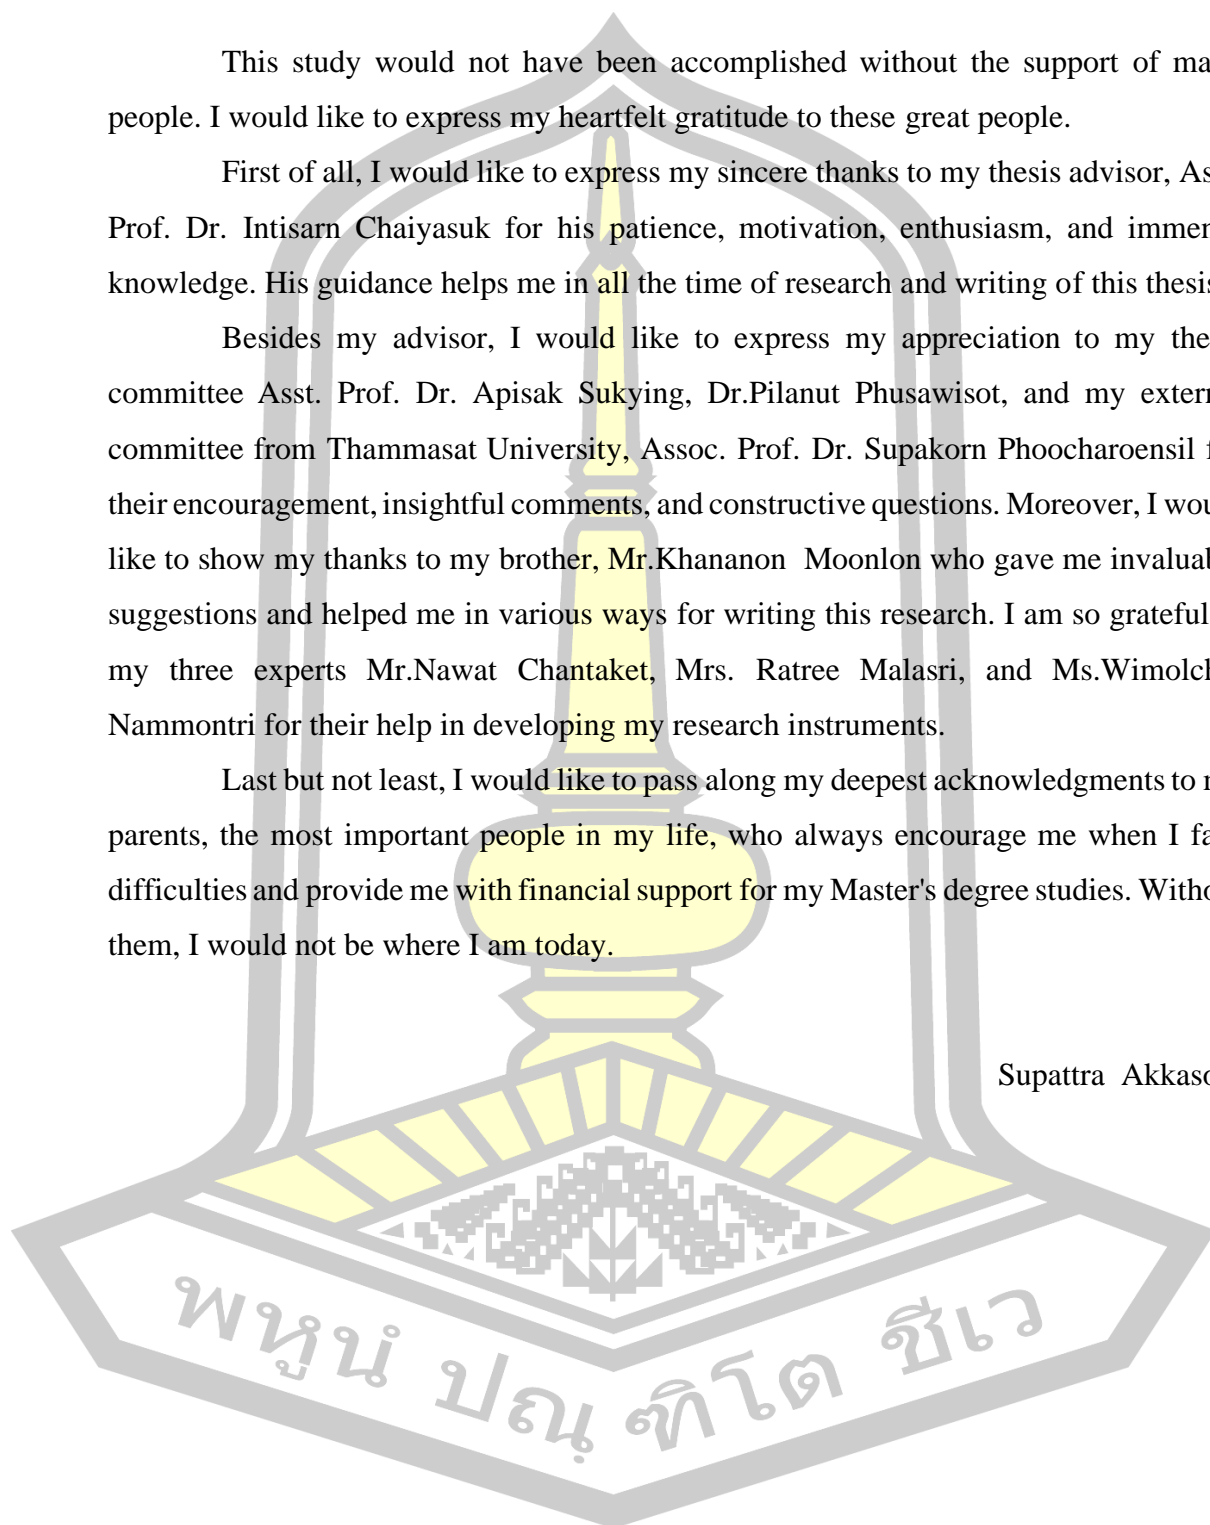 This study would not have been accomplished without the support of ma
people. I would like to express my heartfelt gratitude to these great people.
First of all, I would like to express my sincere thanks to my thesis advisor, As
Prof. Dr. Intisarn Chaiyasuk for his patience, motivation, enthusiasm, and immen
knowledge. His guidance helps me in all the time of research and writing of this thesis
Besides my advisor, I would like to express my appreciation to my the
committee Asst. Prof. Dr. Apisak Sukying, Dr.Pilanut Phusawisot, and my extern
committee from Thammasat University, Assoc. Prof. Dr. Supakorn Phoocharoensil f
their encouragement, insightful comments, and constructive questions. Moreover, I wou
like to show my thanks to my brother, Mr.Khananon Moonlon who gave me invaluab
suggestions and helped me in various ways for writing this research. I am so grateful
my three experts Mr.Nawat Chantaket, Mrs. Ratree Malasri, and Ms.Wimolch
Nammontri for their help in developing my research instruments.
Last but not least, I would like to pass along my deepest acknowledgments to m
parents, the most important people in my life, who always encourage me when I fa
difficulties and provide me with financial support for my Master's degree studies. Witho
them, I would not be where I am today.
Supattra Akkaso
พหูนํ ปณฺฑิโต ชีเว